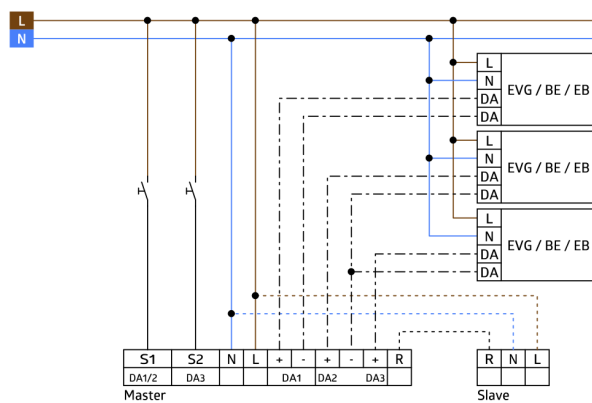 L
N
L
N EVG / BE / EB
DA
DA
L
N EVG / BE / EB
DA
DA
L
N EVG / BE / EB
DA
DA
S1 S2 N L + - + - + R
DA1/2 DA3 DA1 DA2 DA3
Master
R N L
Slave